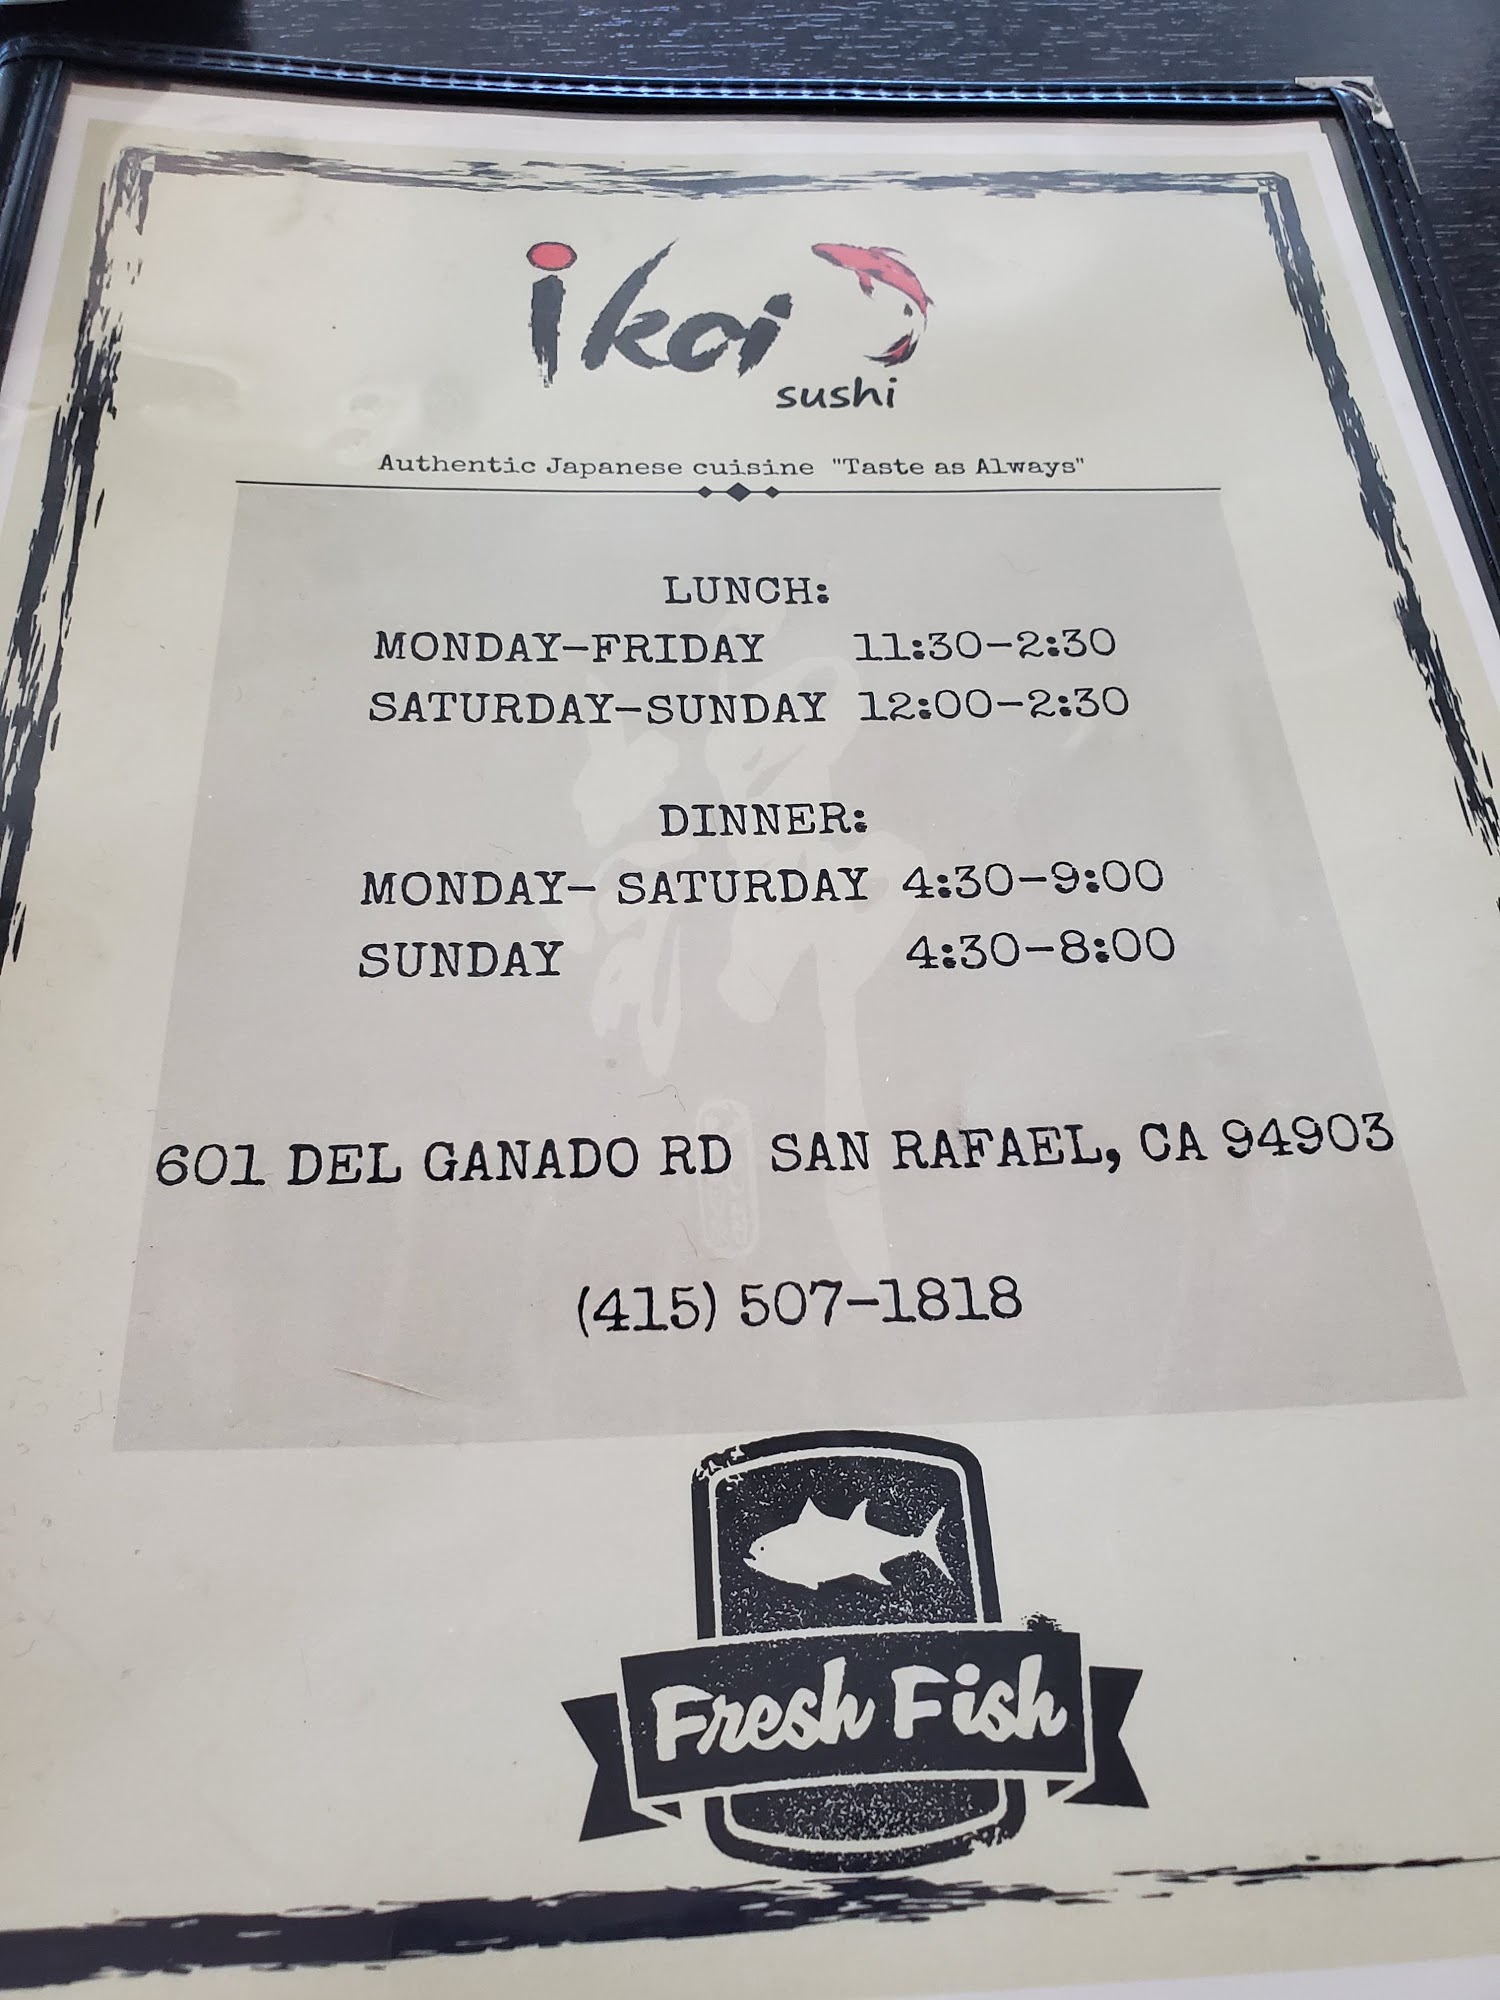 ikoi
sushi
Authentic Japanese cuisine "Taste as Always"
LUNCH:
MONDAY-FRIDAY 11:30-2:30
SATURDAY-SUNDAY 12:00-2:30
DINNER:
MONDAY- SATURDAY 4:30-9:00
SUNDAY 4:30-8:00
601 DEL GANADO RD SAN RAFAEL, CA 94903
(415) 507-1818
Fresh Fish